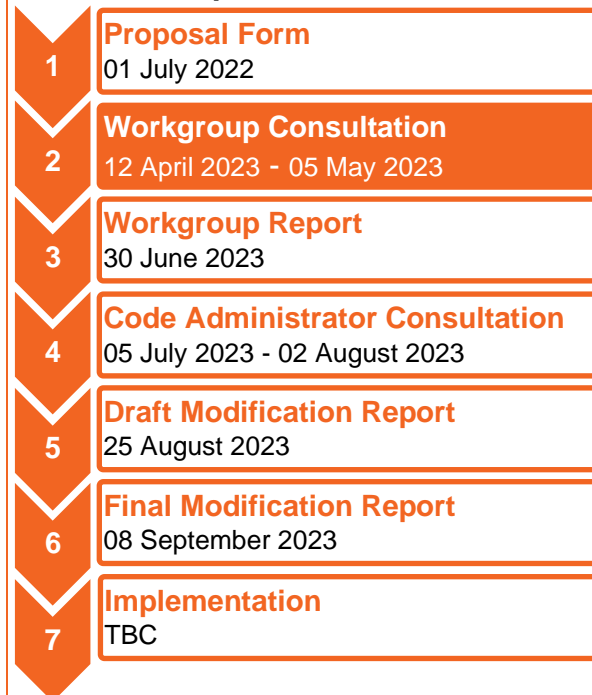 1
Proposal Form
01 July 2022
2
Workgroup Consultation
12 April 2023 - 05 May 2023
3
Workgroup Report
30 June 2023
4
Code Administrator Consultation
05 July 2023 - 02 August 2023
5
Draft Modification Report
25 August 2023
6
Final Modification Report
08 September 2023
7
Implementation
TBC